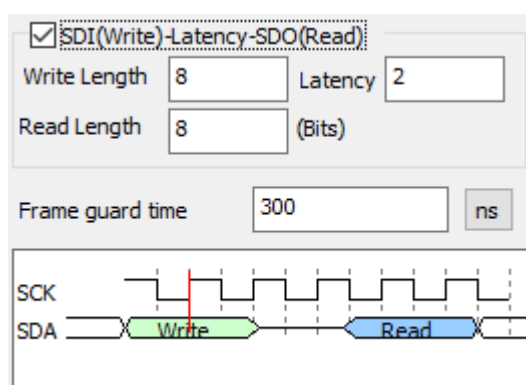 SDI(Write)-Latency-SDO(Read)
Write Length 8 Latency 2
Read Length 8 (Bits)
Frame guard time 300 ns
SCK
SDA Write Read